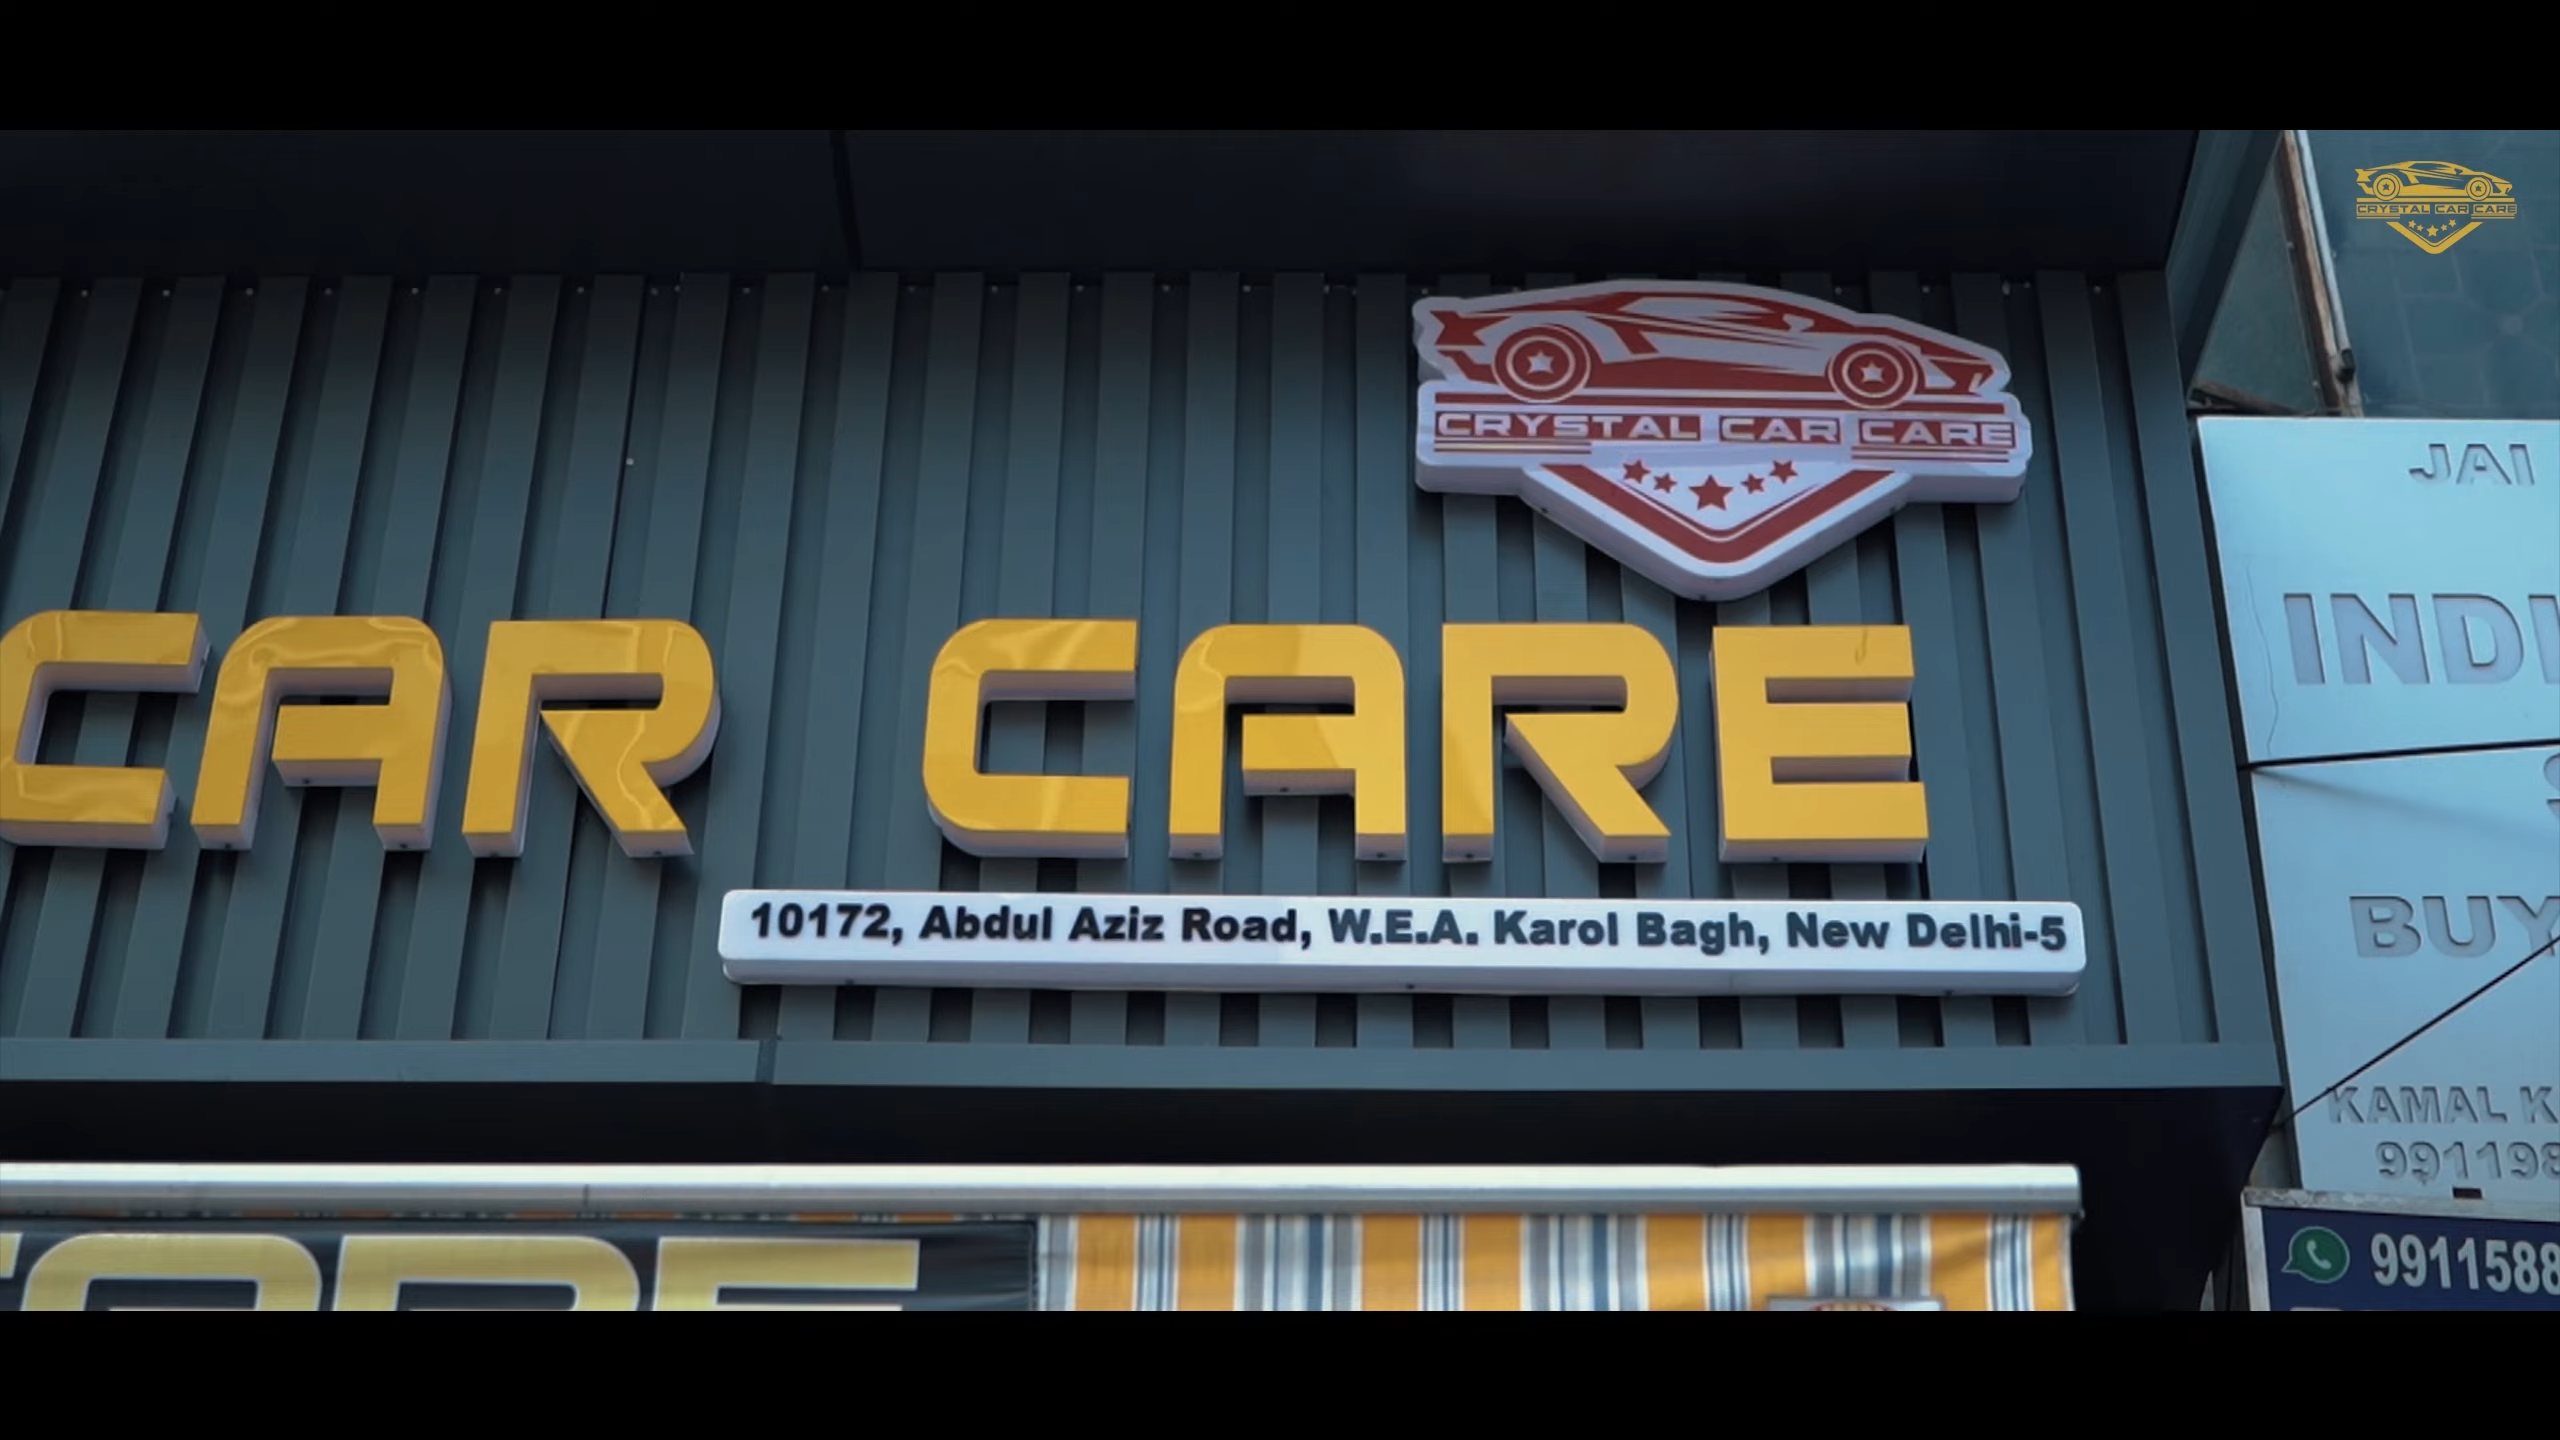 CRYSTAL CAR CARE
CRYSTAL CAR CARE
CAR CARE
10172, Abdul Aziz Road, W.E.A. Karol Bagh, New Delhi-5
JAI
INDI
BUY
KAMAL K
991198
9911588